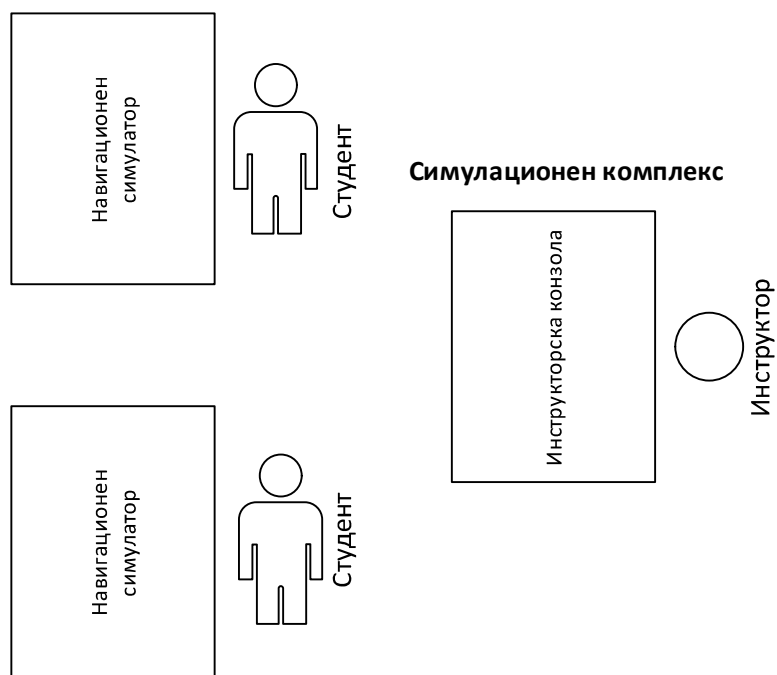 Навигационен
симулатор
Студент
Симулационен комплекс
Инструкторска конзола
Инструктор
Навигационен
симулатор
Студент